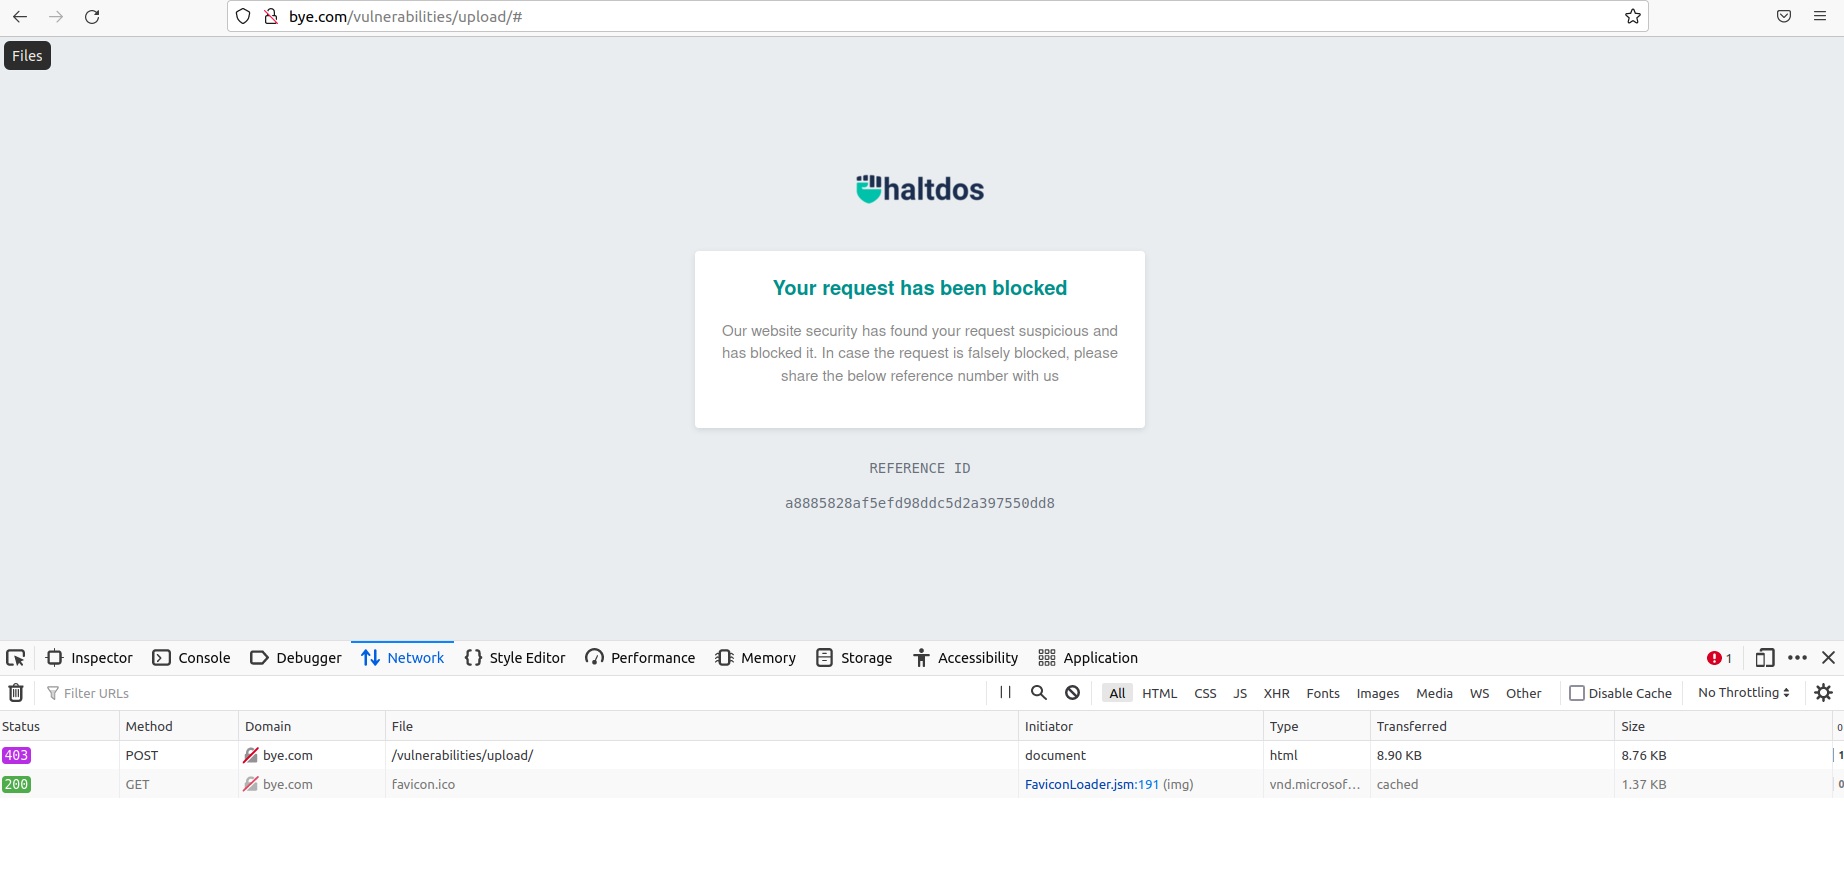 bye.com/vulnerabilities/upload/#
Files
haltdos
Your request has been blocked
Our website security has found your request suspicious and
has blocked it. In case the request is falsely blocked, please
share the below reference number with us
REFERENCE ID
a8885828af5efd98ddc5d2a397550dd8
Inspector Console Debugger Network Style Editor Performance Memory Storage Accessibility Application 1
Filter URLs All HTML CSS JS XHR Fonts Images Media WS Other Disable Cache No Throttling
Status Method Domain File Initiator Type Transferred Size 0
403 POST bye.com /vulnerabilities/upload/ document html 8.90 KB 8.76 KB 1
200 GET bye.com favicon.ico FaviconLoader.jsm:191 (img) vnd.microsof… cached 1.37 KB 0